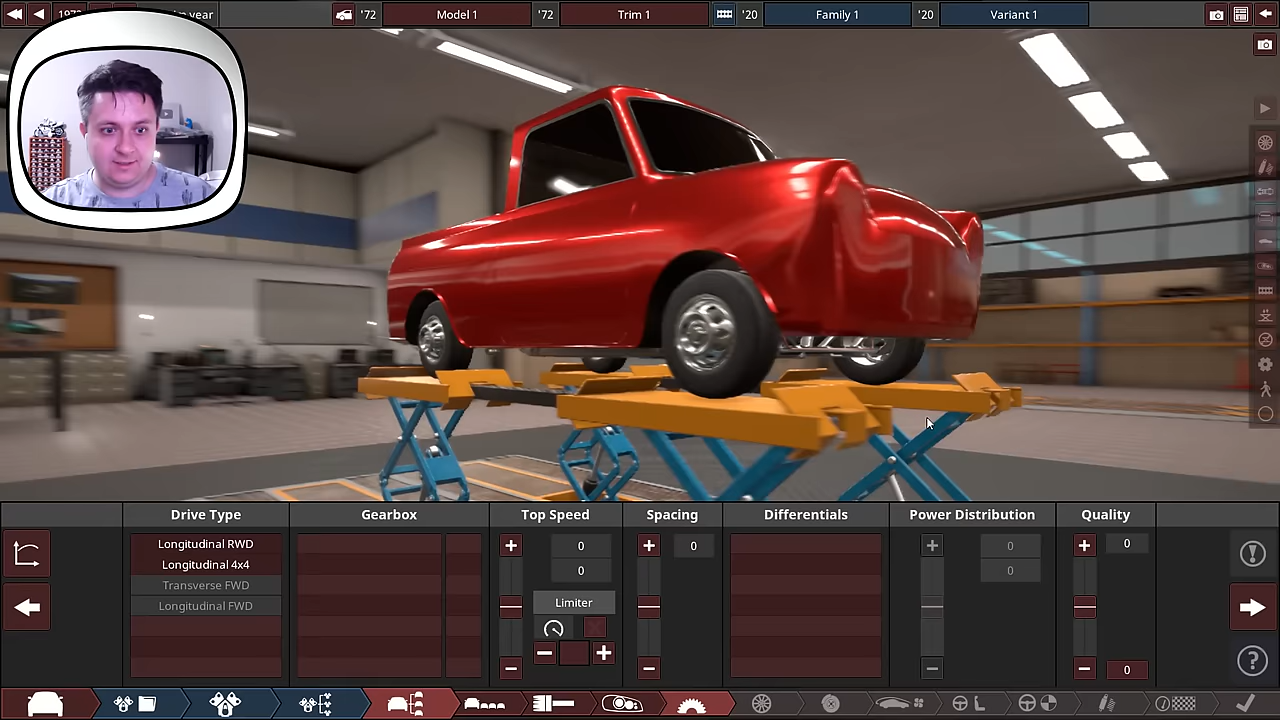 '72 Model 1 '72 Trim 1 '20 Family 1 '20 Variant 1
Drive Type Gearbox Top Speed Spacing Differentials Power Distribution Quality
Longitudinal RWD
Longitudinal 4x4
Transverse FWD
Longitudinal FWD
0
0
Limiter
0
0
0
0
0